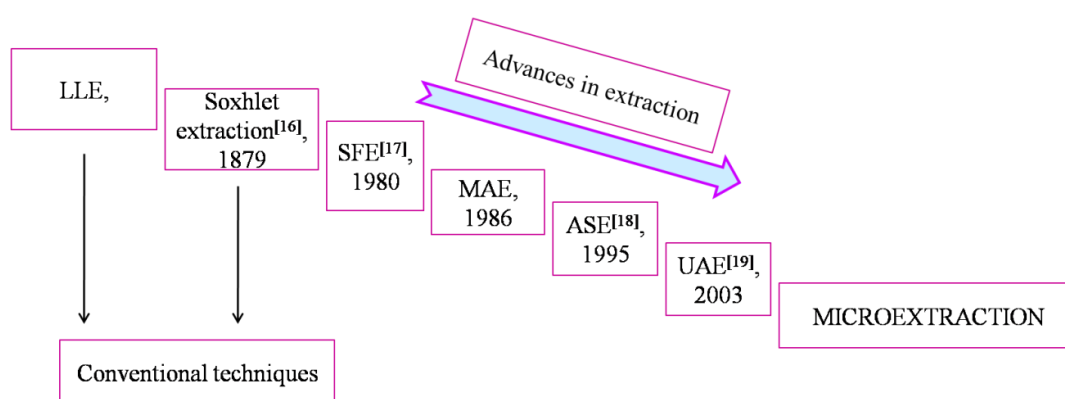 LLE,
Soxhlet
extraction[16],
1879
SFE[17],
1980
MAE,
1986
ASE[18],
1995
UAE[19],
2003
MICROEXTRACTION
Advances in extraction
Conventional techniques